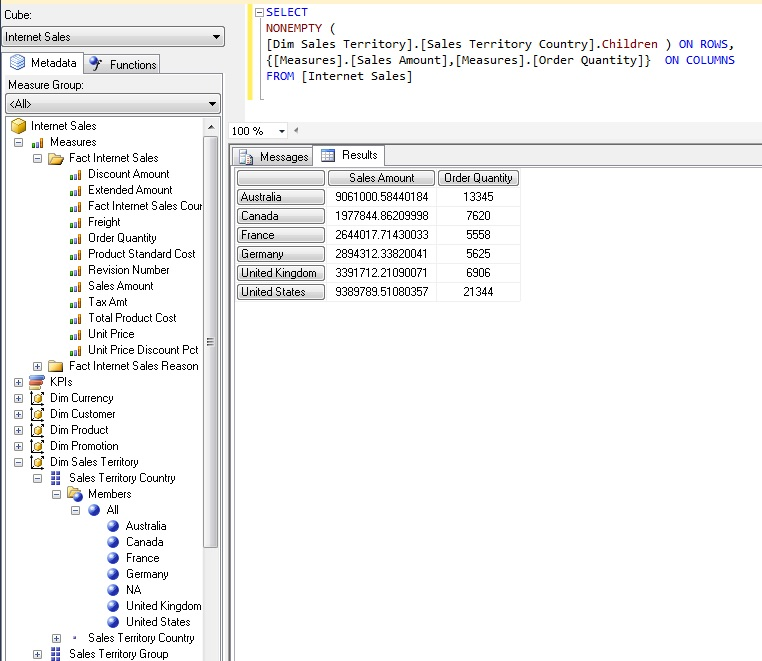 Cube:
Internet Sales
Metadata
Functions
Measure Group:
<All>
Internet Sales
Measures
Fact Internet Sales
Discount Amount
Extended Amount
Fact Internet Sales Cour
Freight
Order Quantity
Product Standard Cost
Revision Number
Sales Amount
Tax Amt
Total Product Cost
Unit Price
Unit Price Discount Pct
Fact Internet Sales Reason
KPIs
Dim Currency
Dim Customer
Dim Product
Dim Promotion
Dim Sales Territory
Sales Territory Country
Members
All
Australia
Canada
France
Germany
NA
United Kingdom
United States
Sales Territory Country
Sales Territory Group
SELECT
NONEMPTY (
[Dim Sales Territory].[Sales Territory Country].Children ) ON ROWS,
{[Measures].[Sales Amount],[Measures].[Order Quantity]}  ON COLUMNS
FROM [Internet Sales]
100 %
Messages
Results
Sales Amount Order Quantity
Australia 9061000.58440184 13345
Canada 1977844.86209998 7620
France 2644017.71430033 5558
Germany 2894312.33820041 5625
United Kingdom 3391712.21090071 6906
United States 9389789.51080357 21344